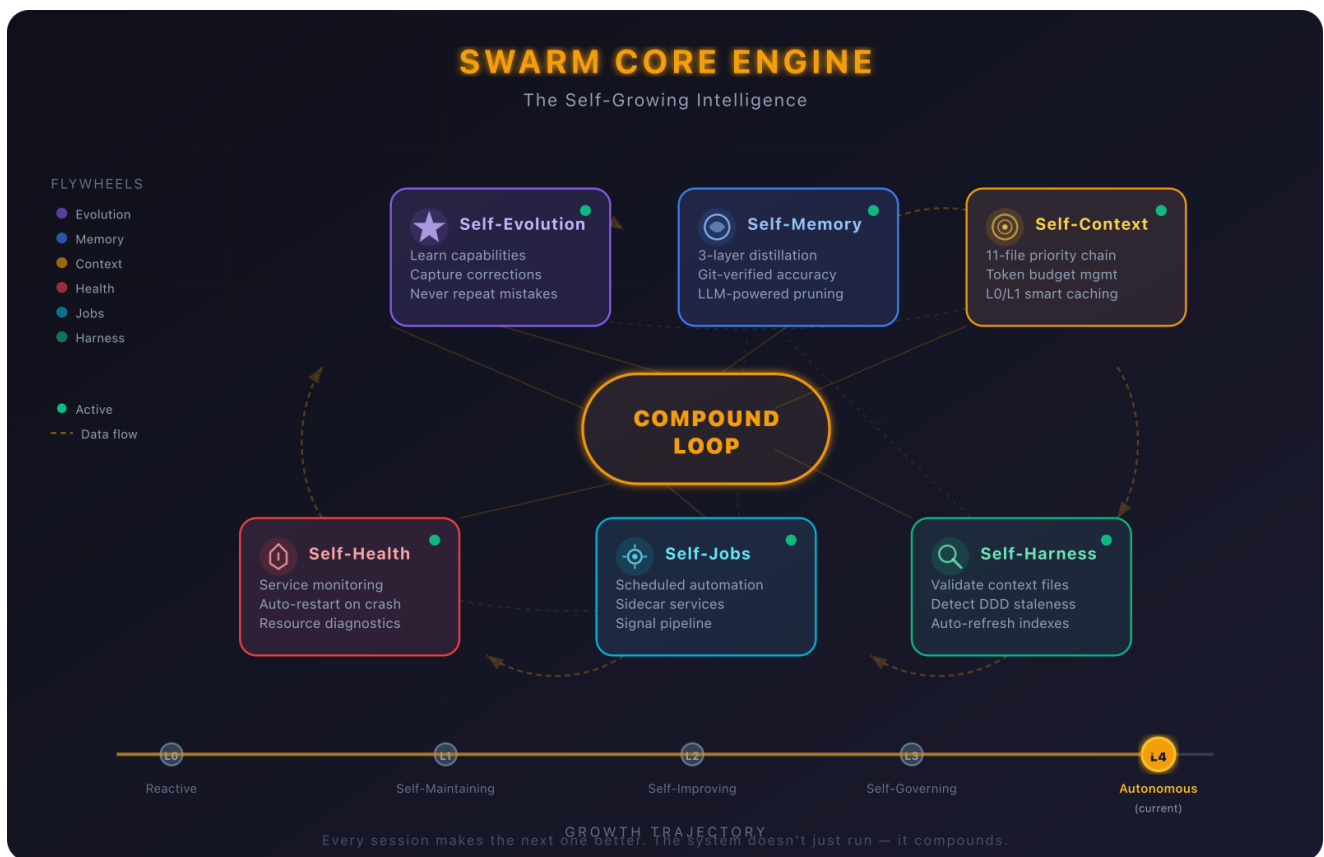 SWARM CORE ENGINE
The Self-Growing Intelligence
FLYWHEELS
Evolution
Memory
Context
Health
Jobs
Harness
Active
Data flow
Self-Evolution
Learn capabilities
Capture corrections
Never repeat mistakes
Self-Memory
3-layer distillation
Git-verified accuracy
LLM-powered pruning
Self-Context
11-file priority chain
Token budget mgmt
L0/L1 smart caching
COMPOUND
LOOP
Self-Health
Service monitoring
Auto-restart on crash
Resource diagnostics
Self-Jobs
Scheduled automation
Sidecar services
Signal pipeline
Self-Harness
Validate context files
Detect DDD staleness
Auto-refresh indexes
L0
Reactive
L1
Self-Maintaining
L2
Self-Improving
L3
Self-Governing
L4
Autonomous
(current)
GROWTH TRAJECTORY
Every session makes the next one better. The system doesn't just run — it compounds.